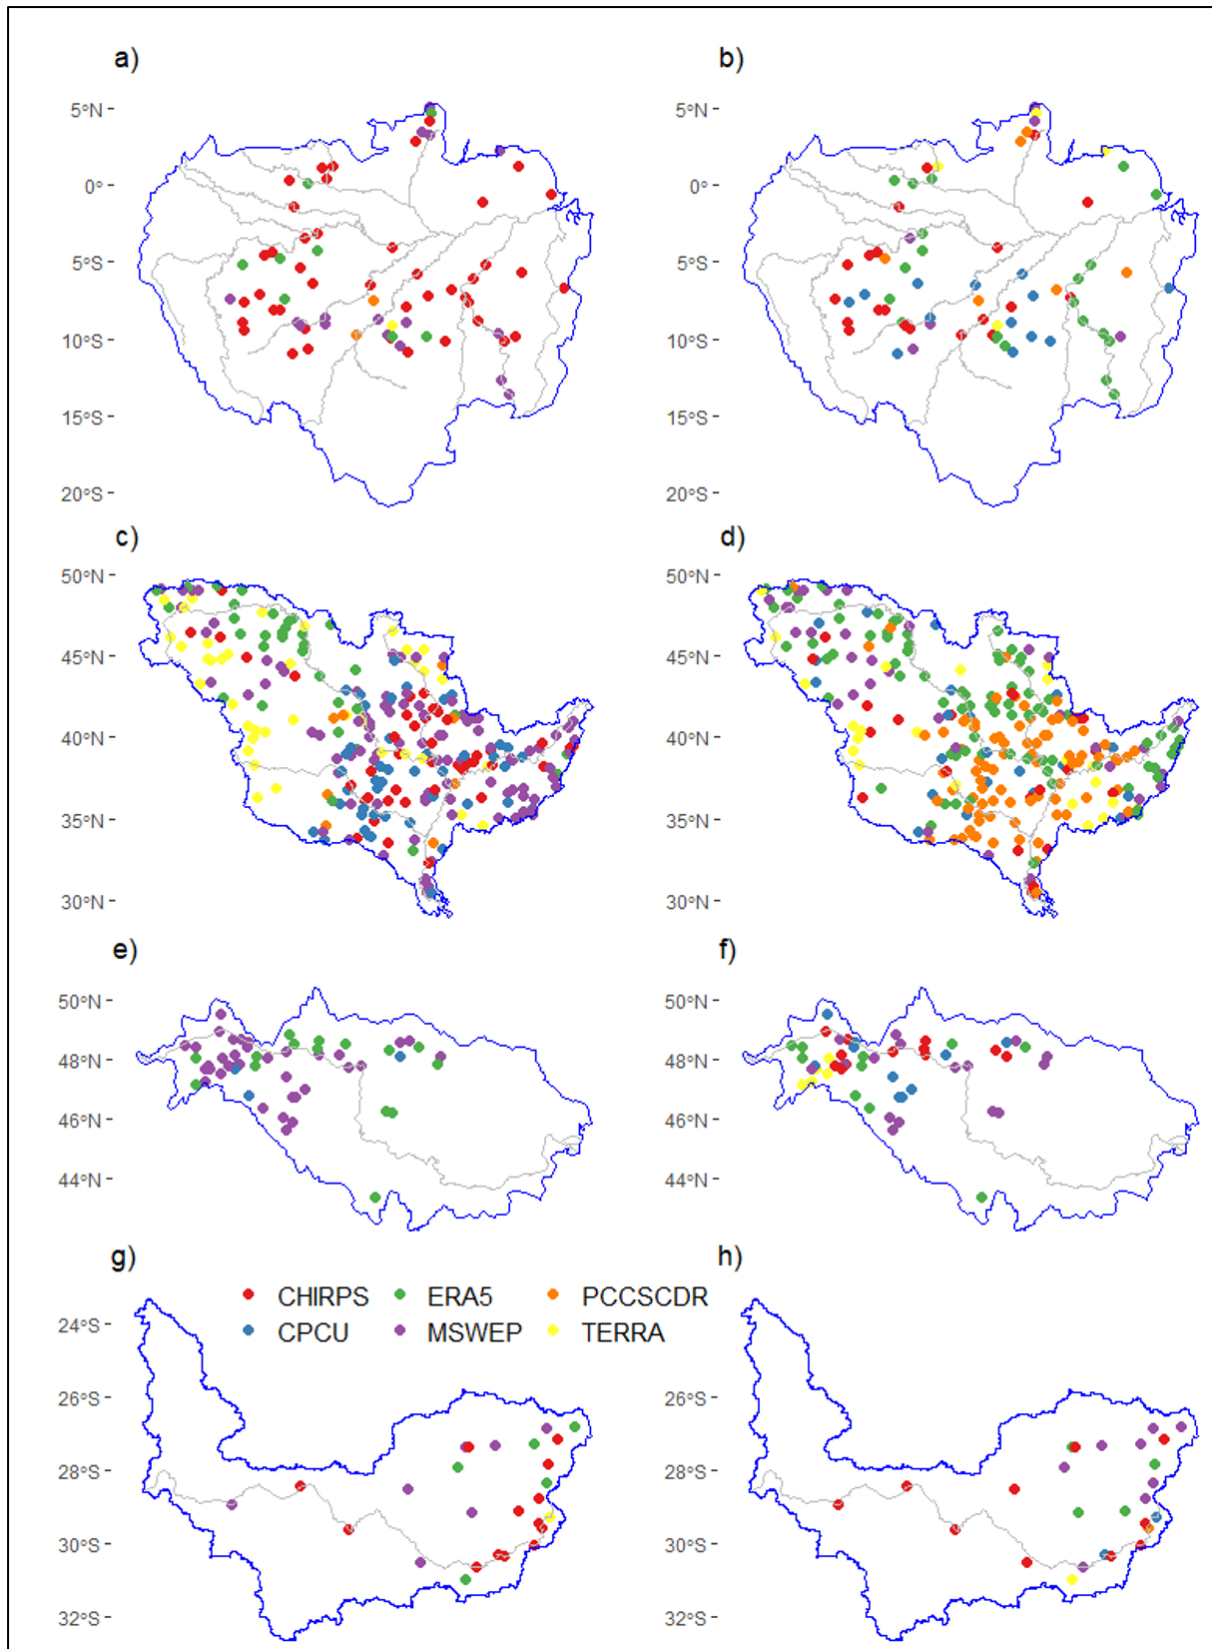 a) b)
5°N 5°N
0° 0°
5°S 5°S
10°S 10°S
15°S 15°S
20°S 20°S
c) d)
50°N 50°N
45°N 45°N
40°N 40°N
35°N 35°N
30°N 30°N
e) f)
50°N 50°N
48°N 48°N
46°N 46°N
44°N 44°N
g) h)
CHIRPS ERA5 PCCSCDR
CPCU MSWEP TERRA
24°S 24°S
26°S 26°S
28°S 28°S
30°S 30°S
32°S 32°S